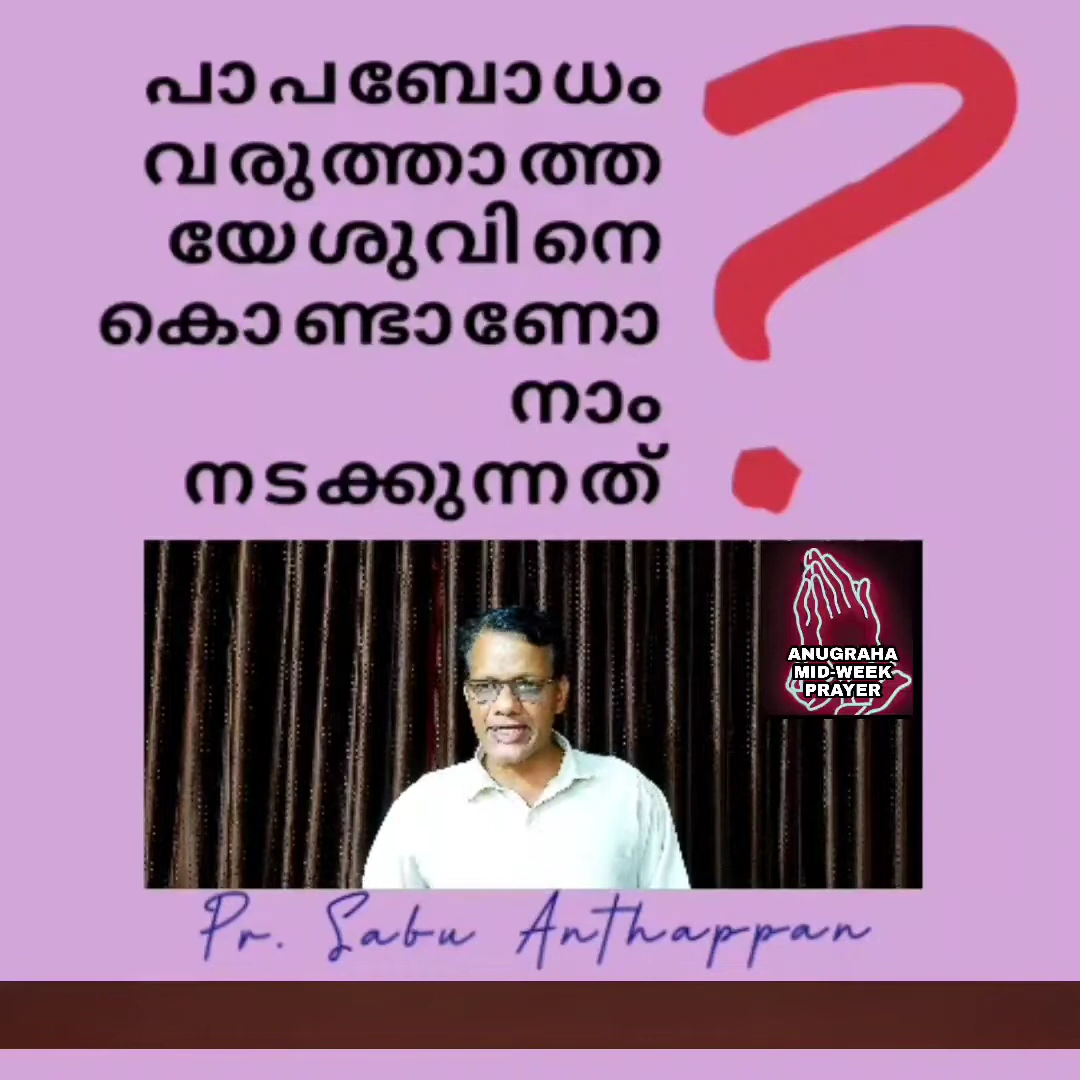 പാപബോധം
വരുത്താത്ത
യേശുവിനെ
കൊണ്ടാണോ
നാം
നടക്കുന്നത്
?
ANUGRAHA
MID-WEEK
PRAYER
Pr. Sabu Anthappan